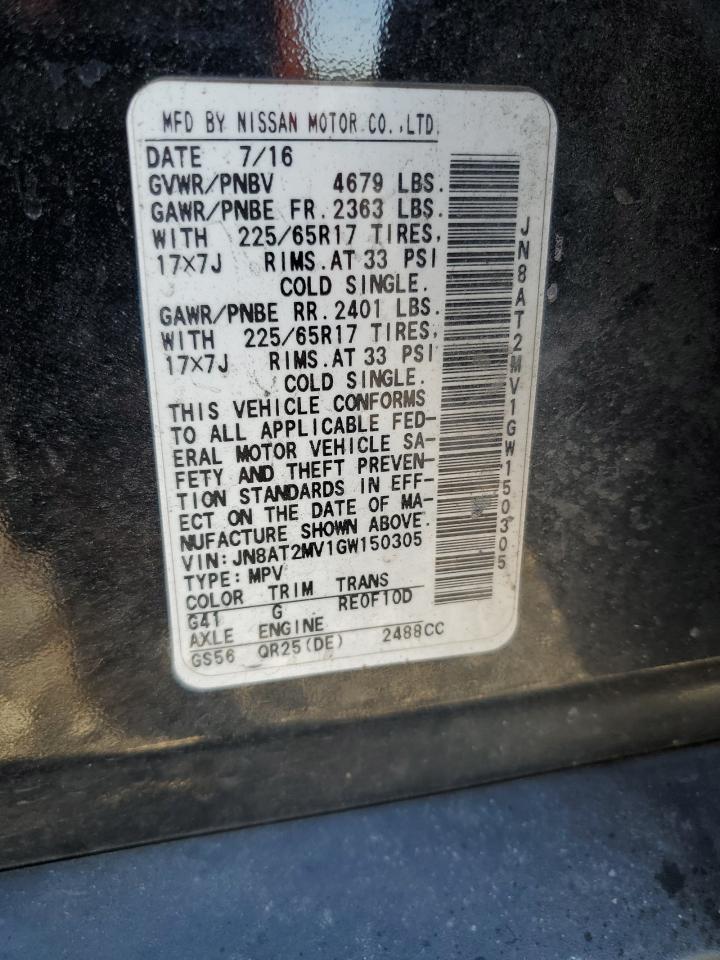 MFD BY NISSAN MOTOR CO.,LTD.
DATE 7/16
GVWR/PNBV 4679 LBS.
GAWR/PNBE FR. 2363 LBS.
WITH 225/65R17 TIRES,
17×7J RIMS. AT 33 PSI
COLD SINGLE.
GAWR/PNBE RR. 2401 LBS.
WITH 225/65R17 TIRES,
17×7J RIMS. AT 33 PSI
COLD SINGLE.
THIS VEHICLE CONFORMS
TO ALL APPLICABLE FED-
ERAL MOTOR VEHICLE SA-
FETY AND THEFT PREVEN-
TION STANDARDS IN EFF-
ECT ON THE DATE OF MA-
NUFACTURE SHOWN ABOVE.
VIN: JN8AT2MV1GW150305
TYPE: MPV
COLOR TRIM TRANS
G41 G RE0F10D
AXLE ENGINE
GS56 QR25(DE) 2488CC
JN8AT2MV1GW150305